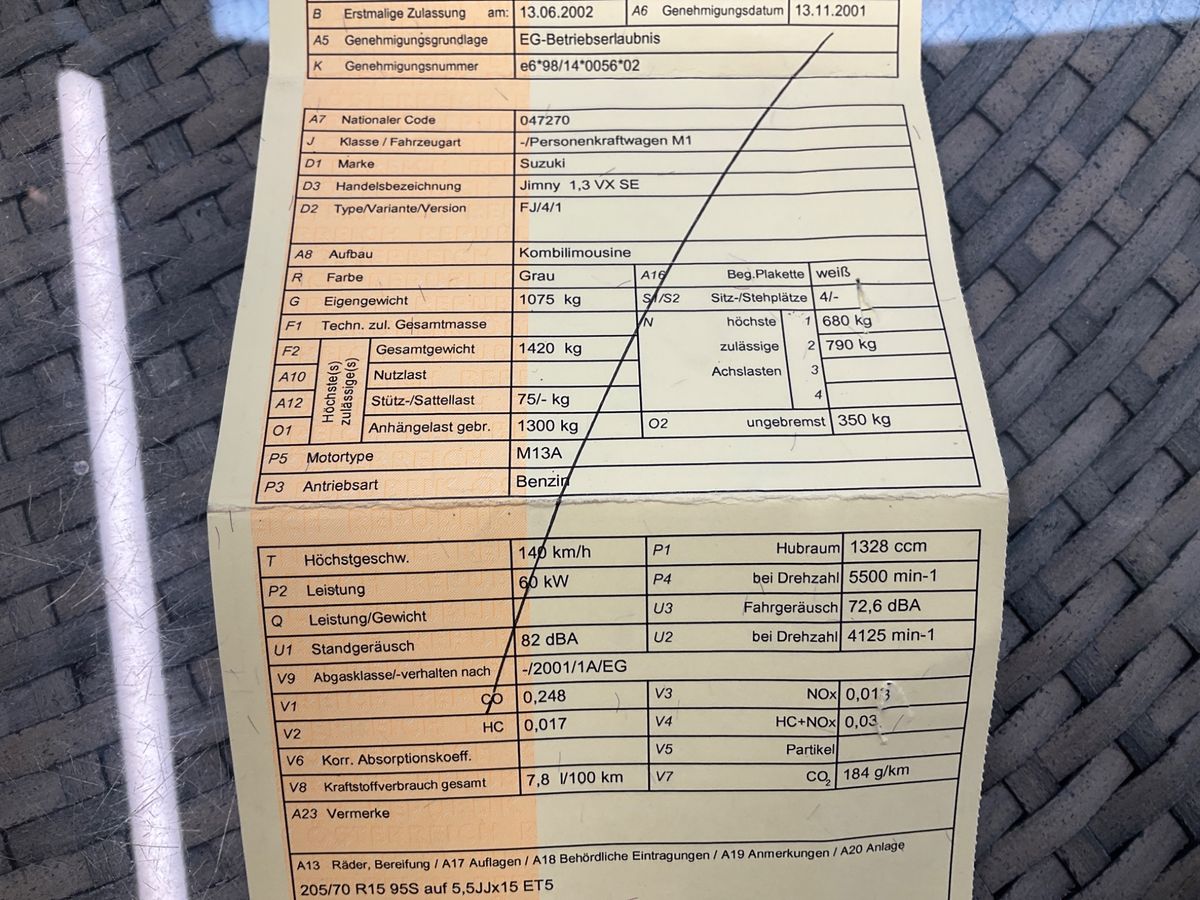 B Erstmalige Zulassung am: 13.06.2002 A6 Genehmigungsdatum 13.11.2001
A5 Genehmigungsgrundlage EG-Betriebserlaubnis
K Genehmigungsnummer e6*98/14*0056*02
A7 Nationaler Code 047270
J Klasse / Fahrzeugart -/Personenkraftwagen M1
D1 Marke Suzuki
D3 Handelsbezeichnung Jimny 1,3 VX SE
D2 Type/Variante/Version FJ/4/1
A8 Aufbau Kombilimousine
R Farbe Grau A16 Beg.Plakette weiß
G Eigengewicht 1075 kg S1/S2 Sitz-/Stehplätze 4/-
F1 Techn. zul. Gesamtmasse N höchste 1 680 kg
F2 Höchste(s) zulässige(s) Gesamtgewicht 1420 kg zulässige 2 790 kg
A10 Nutzlast Achslasten 3
A12 Stütz-/Sattellast 75/- kg 4
O1 Anhängelast gebr. 1300 kg O2 ungebremst 350 kg
P5 Motortype M13A
P3 Antriebsart Benzin
T Höchstgeschw. 140 km/h P1 Hubraum 1328 ccm
P2 Leistung 60 kW P4 bei Drehzahl 5500 min-1
Q Leistung/Gewicht U3 Fahrgeräusch 72,6 dBA
U1 Standgeräusch 82 dBA U2 bei Drehzahl 4125 min-1
V9 Abgasklasse/-verhalten nach -/2001/1A/EG
V1 CO 0,248 V3 NOx 0,013
V2 HC 0,017 V4 HC+NOx 0,03
V6 Korr. Absorptionskoeff. V5 Partikel
V8 Kraftstoffverbrauch gesamt 7,8 l/100 km V7 CO2 184 g/km
A23 Vermerke
A13 Räder, Bereifung / A17 Auflagen / A18 Behördliche Eintragungen / A19 Anmerkungen / A20 Anlage
205/70 R15 95S auf 5,5JJx15 ET5